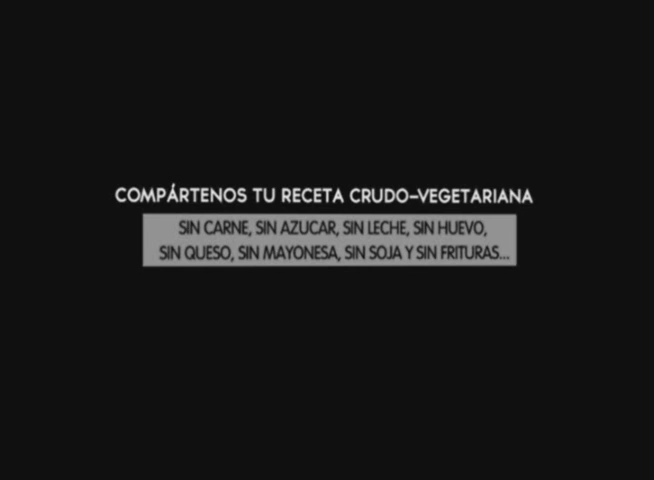 COMPÁRTENOS TU RECETA CRUDO-VEGETARIANA
SIN CARNE, SIN AZUCAR, SIN LECHE, SIN HUEVO,
SIN QUESO, SIN MAYONESA, SIN SOJA Y SIN FRITURAS...